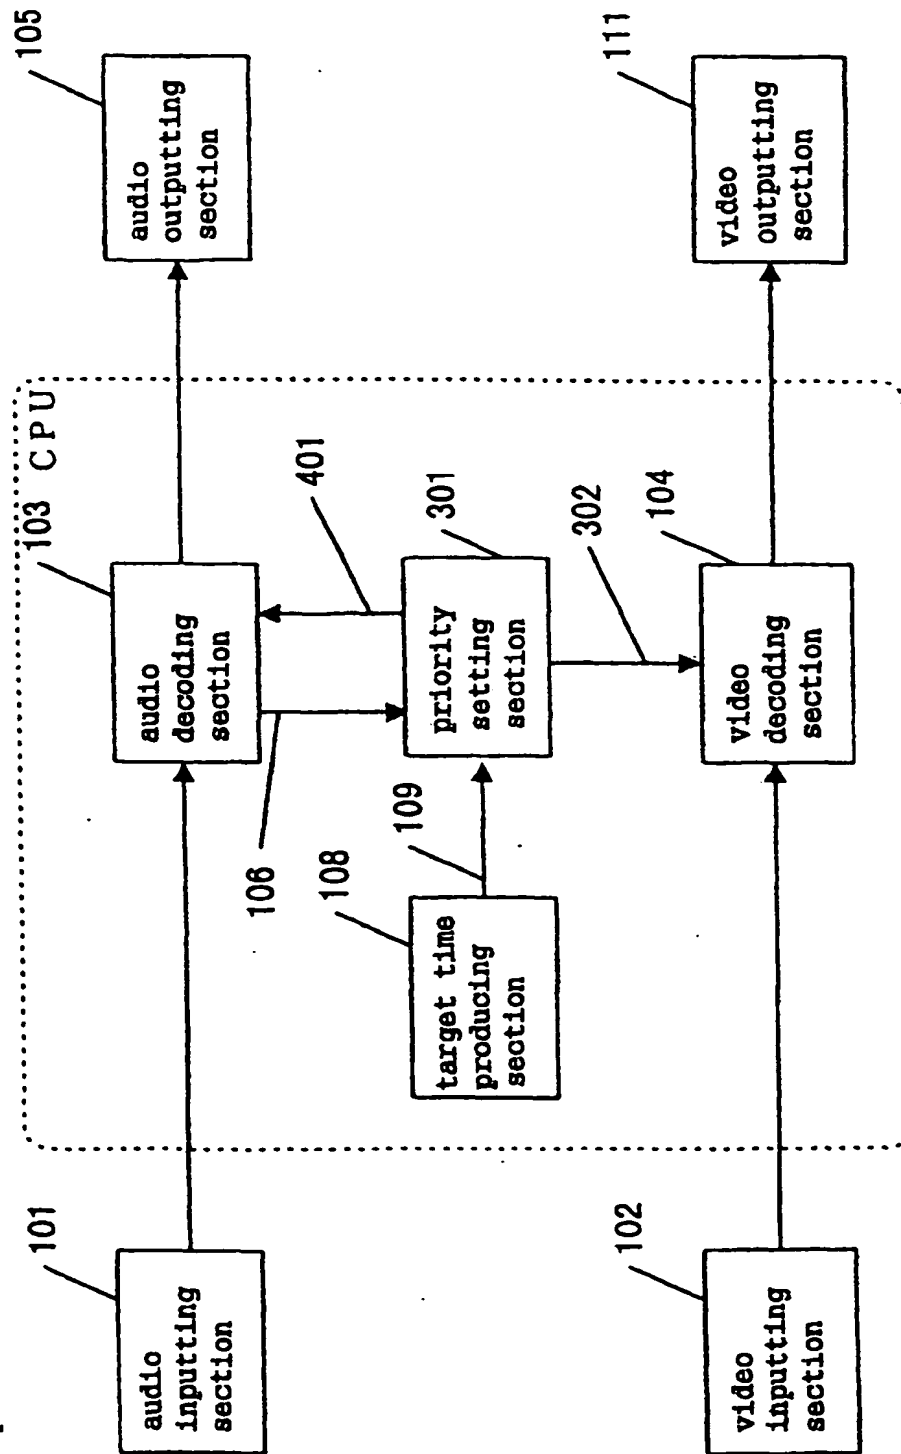 101
audio
inputting
section
103 CPU
audio
decoding
section
105
audio
outputting
section
106
401
108
target time
producing
section
109
301
priority
setting
section
302
102
video
inputting
section
104
video
decoding
section
111
video
outputting
section